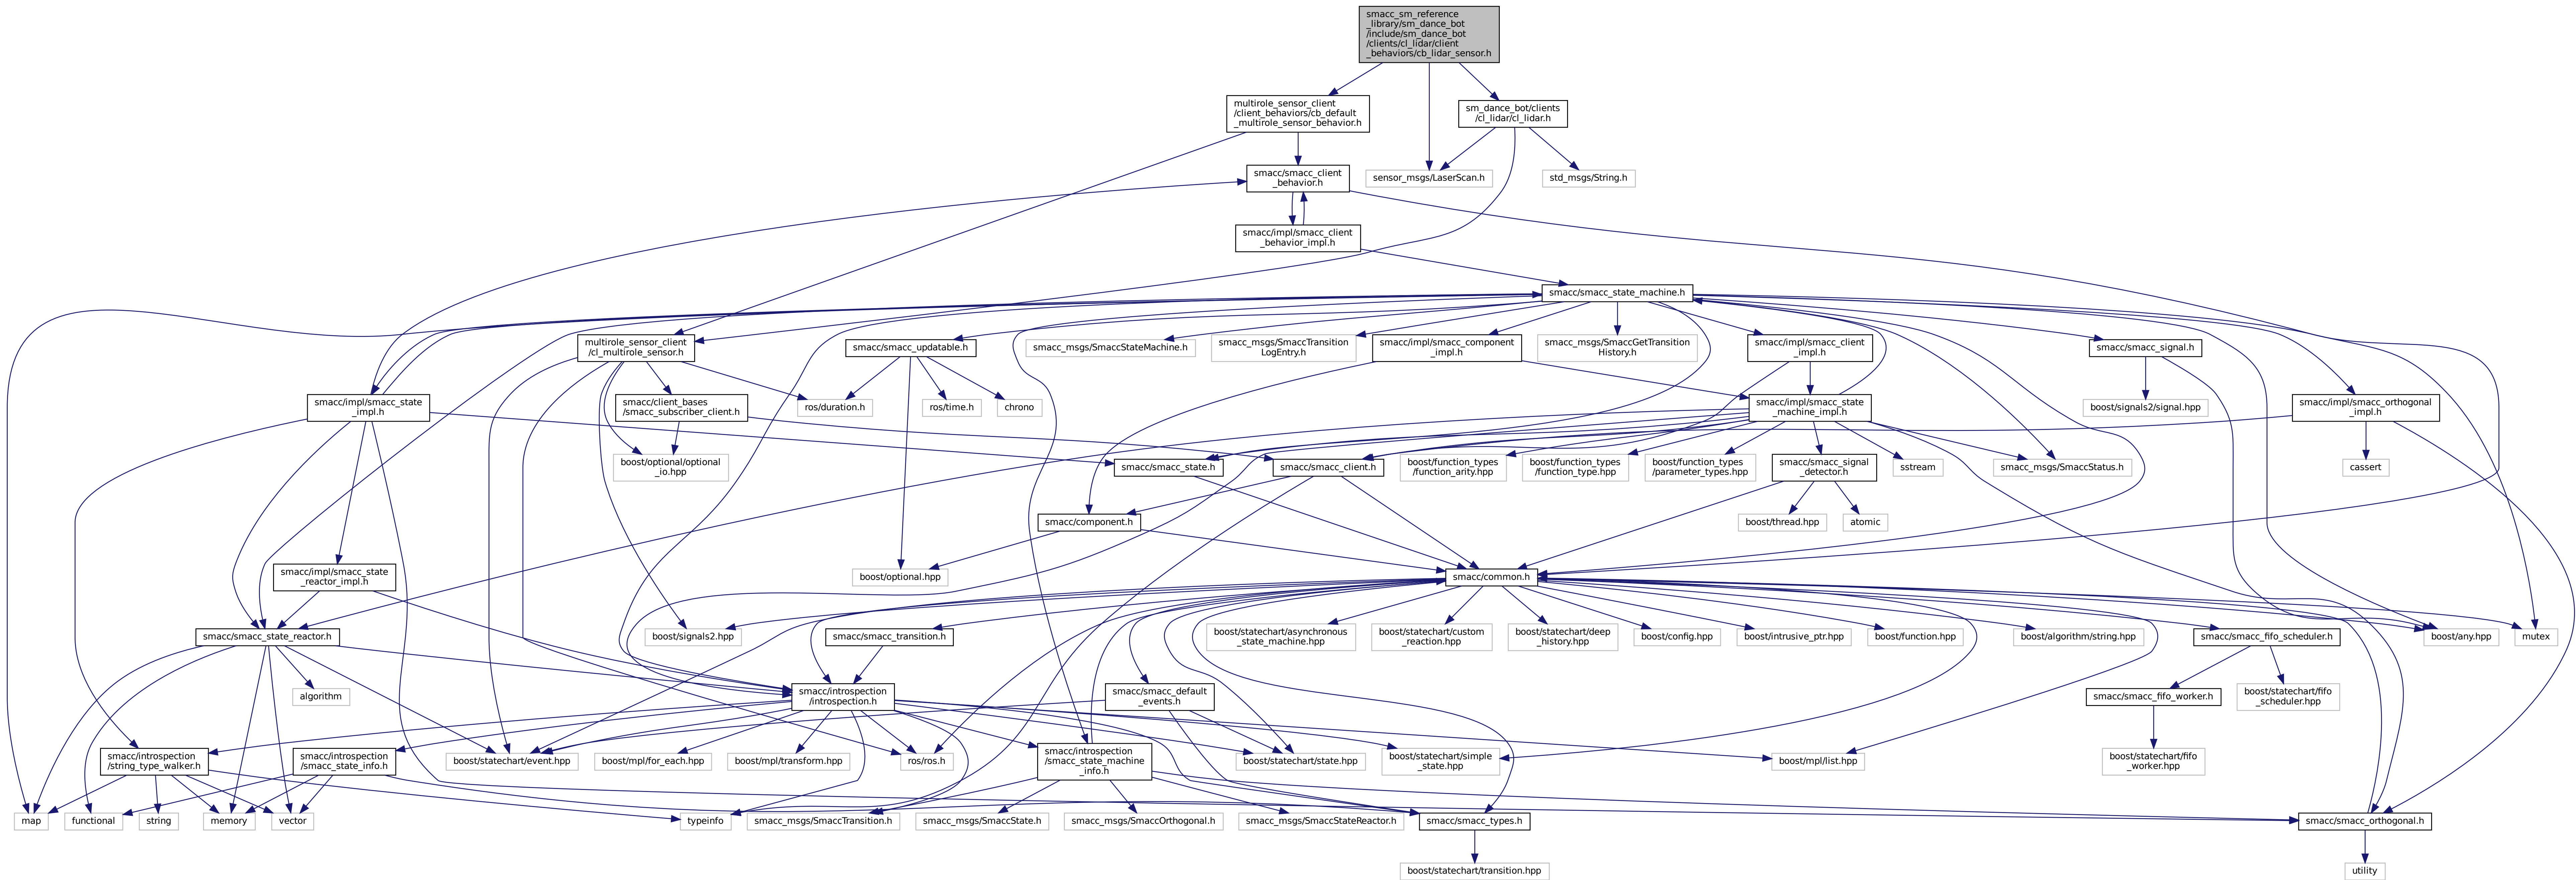 smacc_sm_reference
_library/sm_dance_bot
/include/sm_dance_bot
/clients/cl_lidar/client
_behaviors/cb_lidar_sensor.h
multirole_sensor_client
/client_behaviors/cb_default
_multirole_sensor_behavior.h
sm_dance_bot/clients
/cl_lidar/cl_lidar.h
smacc/smacc_client
_behavior.h
sensor_msgs/LaserScan.h
std_msgs/String.h
smacc/impl/smacc_client
_behavior_impl.h
smacc/smacc_state_machine.h
multirole_sensor_client
/cl_multirole_sensor.h
smacc/smacc_updatable.h
smacc_msgs/SmaccStateMachine.h
smacc_msgs/SmaccTransition
LogEntry.h
smacc/impl/smacc_component
_impl.h
smacc_msgs/SmaccGetTransition
History.h
smacc/impl/smacc_client
_impl.h
smacc/smacc_signal.h
smacc/impl/smacc_state
_impl.h
smacc/client_bases
/smacc_subscriber_client.h
ros/duration.h
ros/time.h
chrono
smacc/impl/smacc_state
_machine_impl.h
boost/signals2/signal.hpp
smacc/impl/smacc_orthogonal
_impl.h
boost/optional/optional
_io.hpp
smacc/smacc_state.h
smacc/smacc_client.h
boost/function_types
/function_arity.hpp
boost/function_types
/function_type.hpp
boost/function_types
/parameter_types.hpp
smacc/smacc_signal
_detector.h
sstream
smacc_msgs/SmaccStatus.h
cassert
smacc/component.h
boost/thread.hpp
atomic
smacc/impl/smacc_state
_reactor_impl.h
boost/optional.hpp
smacc/common.h
smacc/smacc_state_reactor.h
boost/signals2.hpp
smacc/smacc_transition.h
boost/statechart/asynchronous
_state_machine.hpp
boost/statechart/custom
_reaction.hpp
boost/statechart/deep
_history.hpp
boost/config.hpp
boost/intrusive_ptr.hpp
boost/function.hpp
boost/algorithm/string.hpp
smacc/smacc_fifo_scheduler.h
boost/any.hpp
mutex
algorithm
smacc/introspection
/introspection.h
smacc/smacc_default
_events.h
smacc/smacc_fifo_worker.h
boost/statechart/fifo
_scheduler.hpp
smacc/introspection
/string_type_walker.h
smacc/introspection
/smacc_state_info.h
boost/statechart/event.hpp
boost/mpl/for_each.hpp
boost/mpl/transform.hpp
ros/ros.h
smacc/introspection
/smacc_state_machine
_info.h
boost/statechart/state.hpp
boost/statechart/simple
_state.hpp
boost/mpl/list.hpp
boost/statechart/fifo
_worker.hpp
map
functional
string
memory
vector
typeinfo
smacc_msgs/SmaccTransition.h
smacc_msgs/SmaccState.h
smacc_msgs/SmaccOrthogonal.h
smacc_msgs/SmaccStateReactor.h
smacc/smacc_types.h
smacc/smacc_orthogonal.h
boost/statechart/transition.hpp
utility